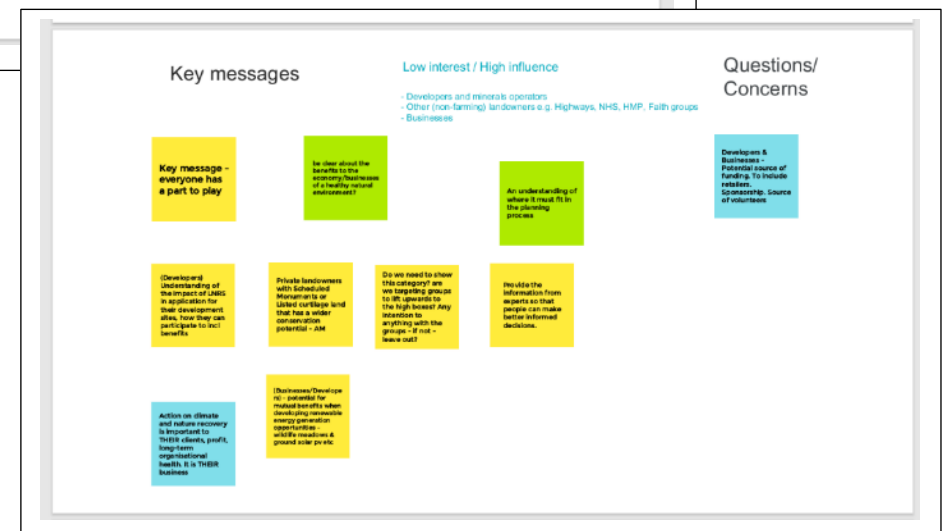 Key messages
Low interest / High influence
- Developers and minerals operators
- Other (non-farming) landowners e.g. Highways, NHS, HMP, Faith groups
- Businesses
Questions/
Concerns
Key message -
everyone has
a part to play
be clear about the
benefits to the
economy/businesses
of a healthy natural
environment?
An understanding of
where it must fit in
the planning
process
Developers &
Businesses -
Potential source of
funding. To include
retailers.
Sponsorship. Source
of volunteers
(Developers)
Understanding of
the impact of LNRS
in application for
their development
sites, how they can
participate to incl
benefits
Private landowners
with Scheduled
Monuments or
Listed curtilage land
that has a wider
conservation
potential - AM
Do we need to show
this category? are
we targeting groups
to lift upwards to
the high boxes? Any
intention to
anything with the
groups - if not -
leave out?
Provide the
information from
experts so that
people can make
better informed
decisions.
Action on climate
and nature recovery
is important to
THEIR clients, profit,
long-term
organisational
health. It is THEIR
business
(Businesses/Develope
rs) - potential for
mutual benefits when
developing renewable
energy generation
opportunities -
wildlife meadows &
ground solar pv etc